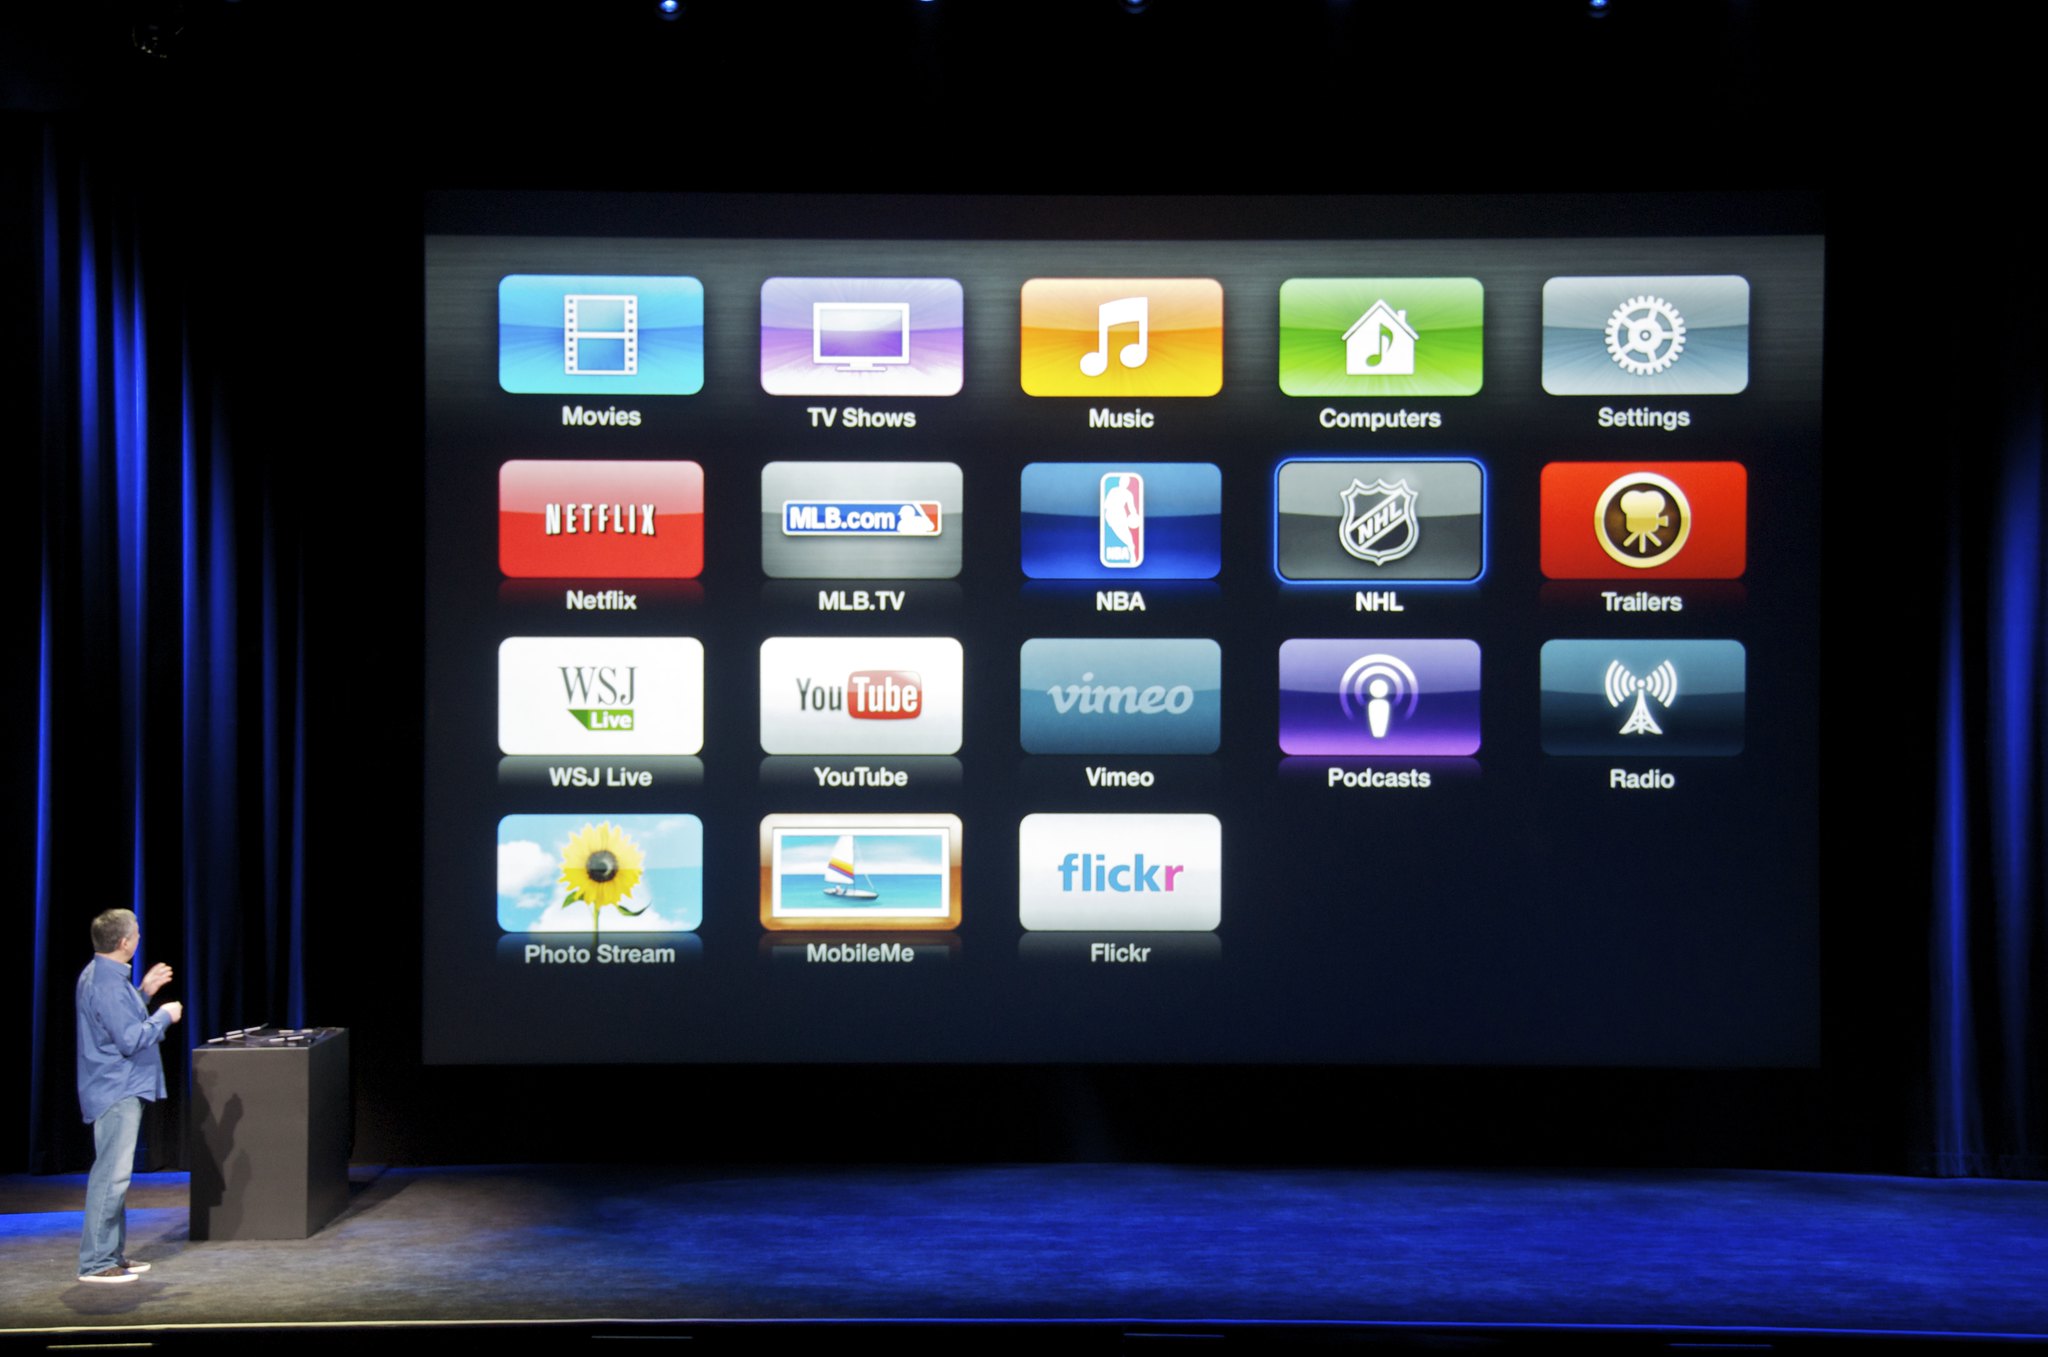 Movies
TV Shows
Music
Computers
Settings
NETFLIX
MLB.com
NBA
NHL
Netflix
MLB.TV
NBA
NHL
Trailers
WSJ
Live
YouTube
vimeo
WSJ Live
YouTube
Vimeo
Podcasts
Radio
flickr
Photo Stream
MobileMe
Flickr